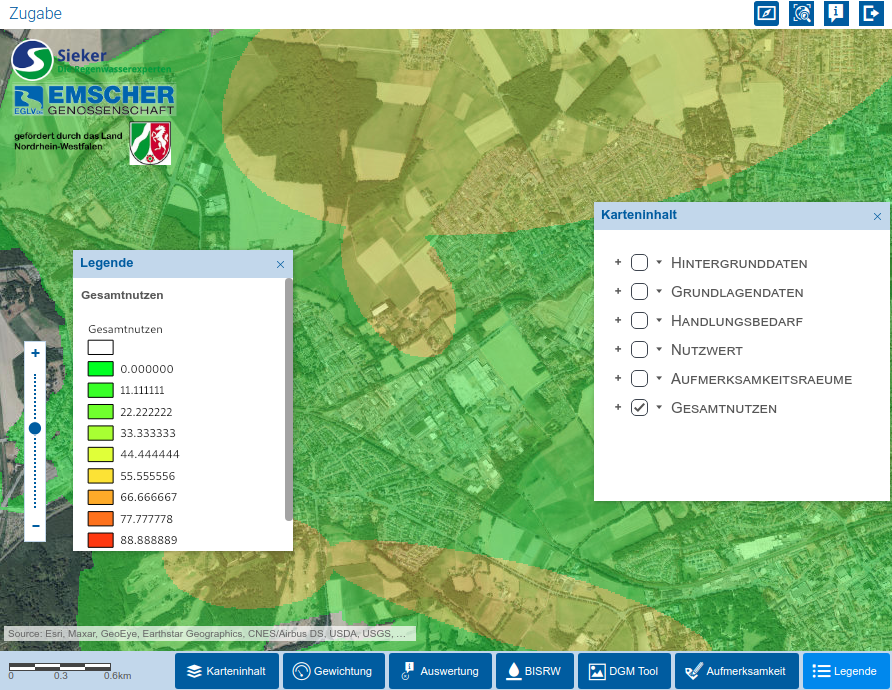 Zugabe
Sieker
Die Regenwasserexperten
EMSCHER
EGLV.de GENOSSENSCHAFT
gefördert durch das Land
Nordrhein-Westfalen
Karteninhalt
+ HINTERGRUNDDATEN
+ GRUNDLAGENDATEN
+ HANDLUNGSBEDARF
+ NUTZWERT
+ AUFMERKSAMKEITSRAEUME
+ GESAMTNUTZEN
Legende
Gesamtnutzen
Gesamtnutzen
0.000000
11.111111
22.222222
33.333333
44.444444
55.555556
66.666667
77.777778
88.888889
Source: Esri, Maxar, GeoEye, Earthstar Geographics, CNES/Airbus DS, USDA, USGS, ...
0 0.3 0.6km
Karteninhalt
Gewichtung
Auswertung
BISRW
DGM Tool
Aufmerksamkeit
Legende